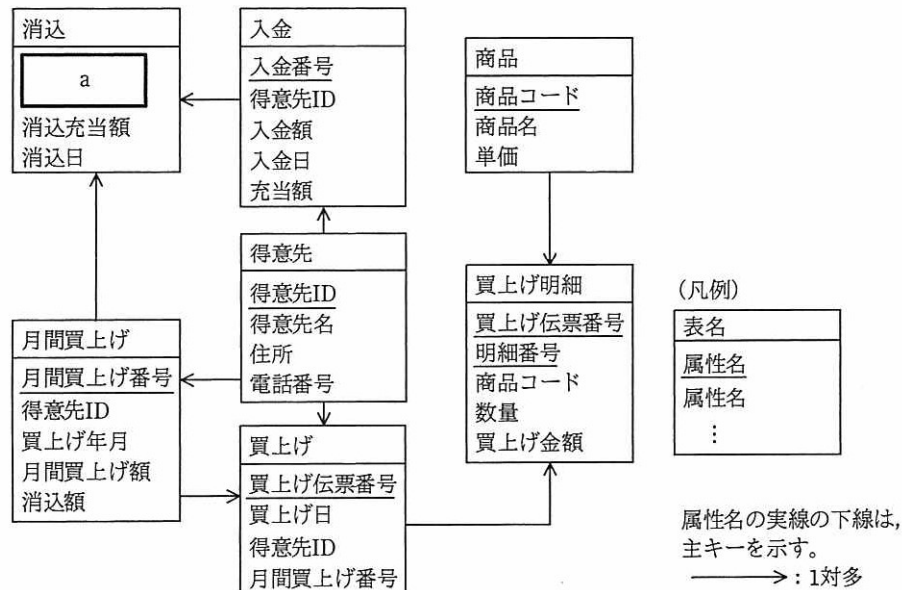 消込
a
消込充当額
消込日
入金
入金番号
得意先ID
入金額
入金日
充当額
商品
商品コード
商品名
単価
得意先
得意先ID
得意先名
住所
電話番号
月間買上げ
月間買上げ番号
得意先ID
買上げ年月
月間買上げ額
消込額
買上げ
買上げ伝票番号
買上げ日
得意先ID
月間買上げ番号
買上げ明細
買上げ伝票番号
明細番号
商品コード
数量
買上げ金額
(凡例)
表名
属性名
属性名
⋮
属性名の実線の下線は,
主キーを示す。
:1対多